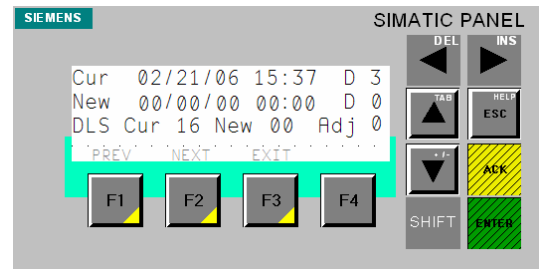 SIEMENS
SIMATIC PANEL
DEL
INS
Cur 02/21/06 15:37 D 3
New 00/00/00 00:00 D 0
DLS Cur 16 New 00 Adj 0
PREV NEXT EXIT
TAB
HELP
ESC
+/-
ACK
F1 F2 F3 F4
SHIFT
ENTER